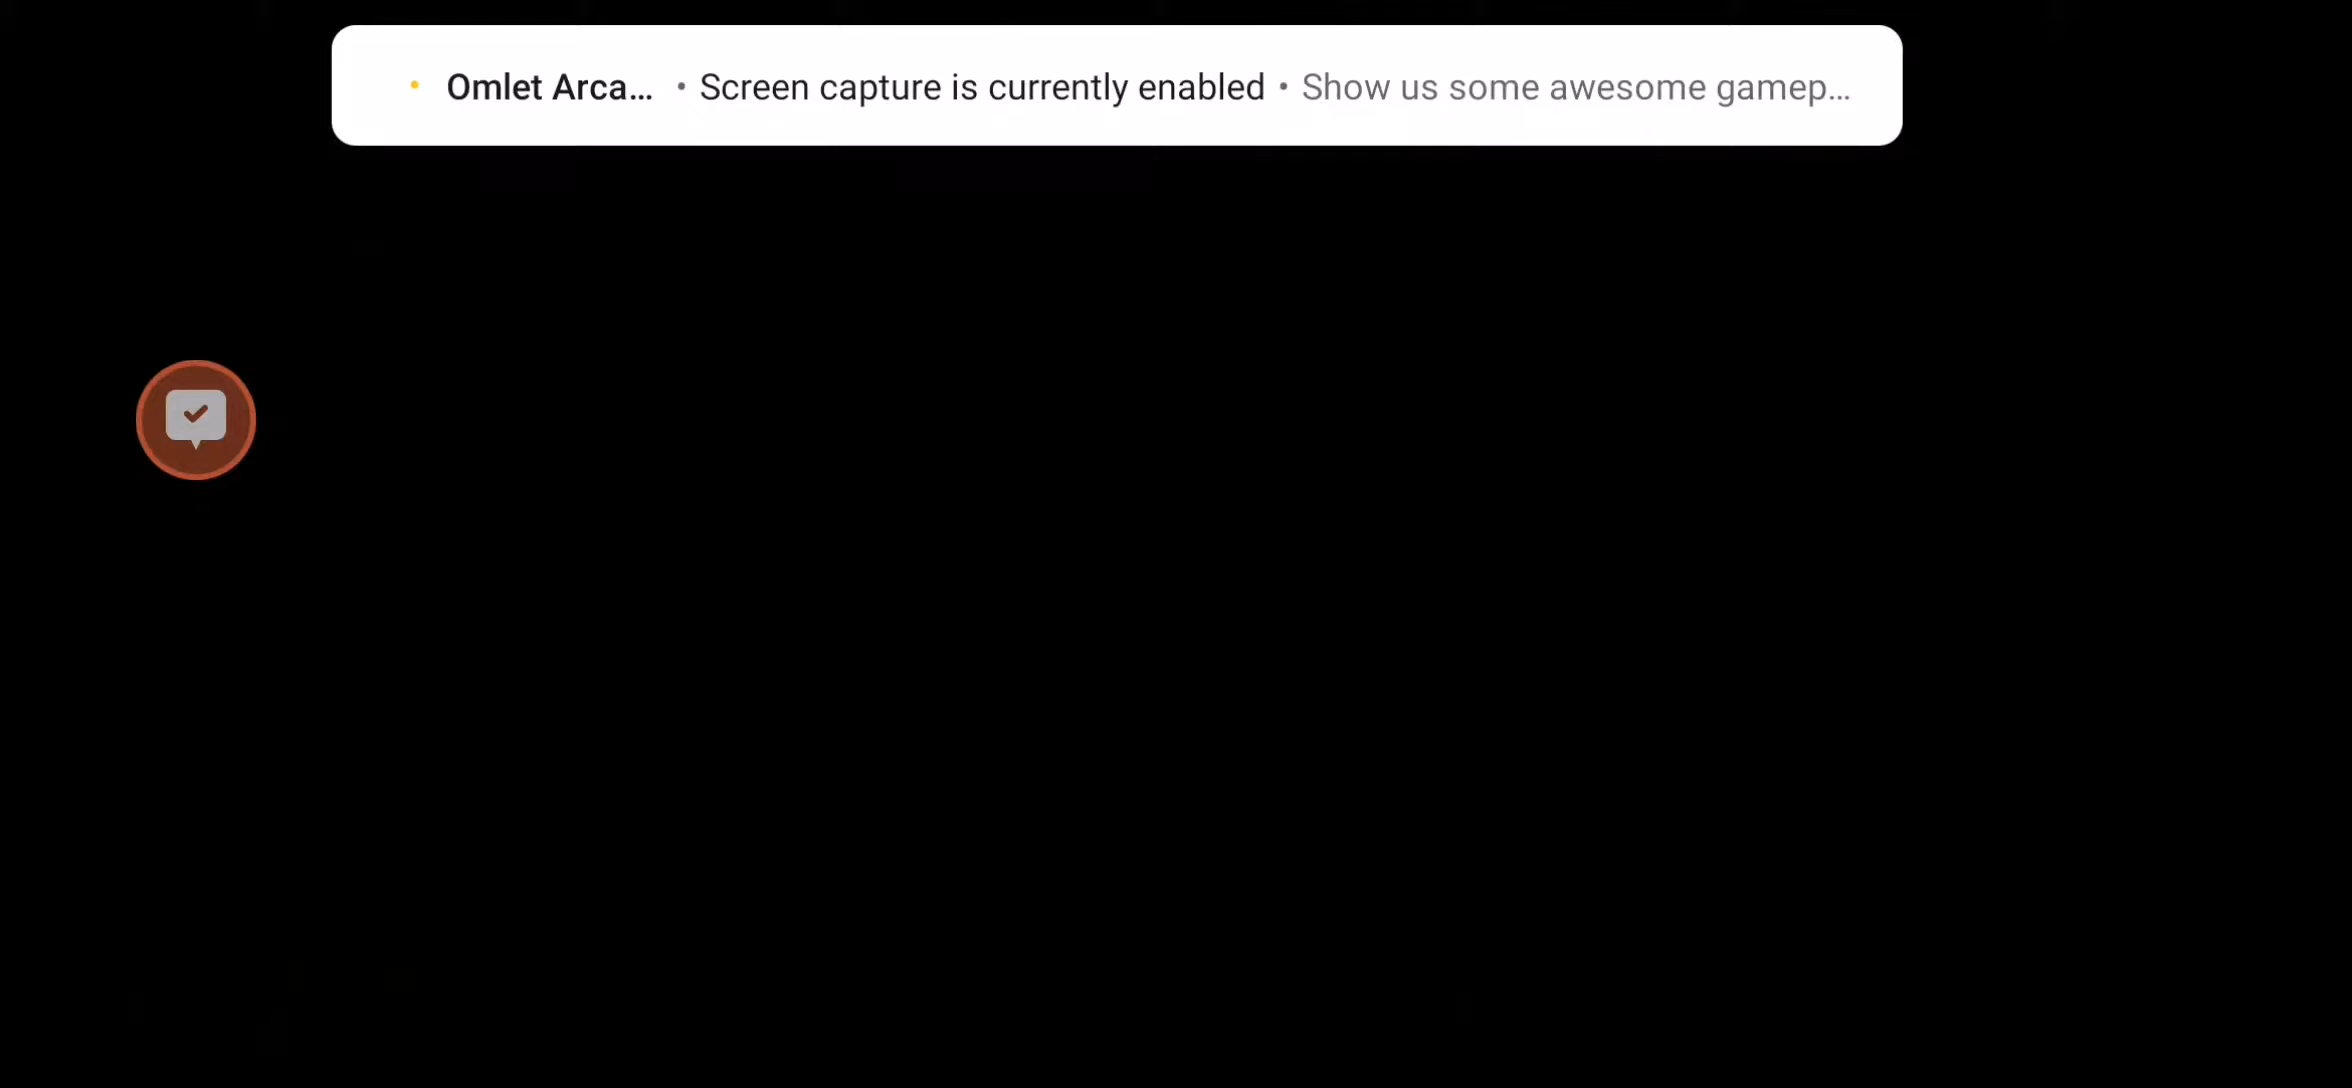 Omlet Arca... • Screen capture is currently enabled • Show us some awesome gamep...